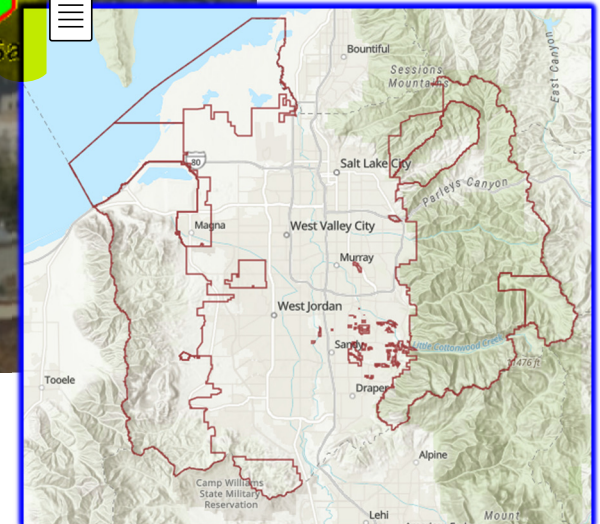 Bountiful
Sessions
Mountains
East Canyon
80
Salt Lake City
Parleys Canyon
Magna
West Valley City
Murray
West Jordan
Sandy
Little Cottonwood Creek
Tooele
Draper
Alpine
Camp Williams
State Military
Reservation
Lehi
Mount